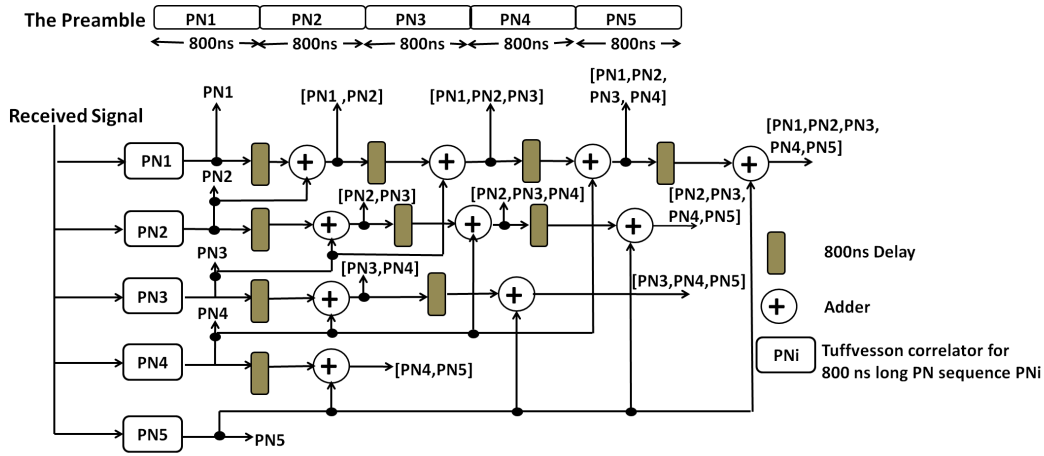 The Preamble
PN1 PN2 PN3 PN4 PN5
800ns 800ns 800ns 800ns 800ns
Received Signal
PN1
[PN1 ,PN2]
[PN1,PN2,PN3]
[PN1,PN2,
PN3, PN4]
[PN1,PN2,PN3,
PN4,PN5]
PN1
+ + + +
PN2
[PN2,PN3]
[PN2,PN3,PN4]
[PN2,PN3,
PN4,PN5]
PN2
+ + +
PN3
[PN3,PN4]
[PN3,PN4,PN5]
PN3
+ +
PN4
PN4
+
[PN4,PN5]
PN5
PN5
800ns Delay
+
Adder
PNi
Tuffvesson correlator for
800 ns long PN sequence PNi